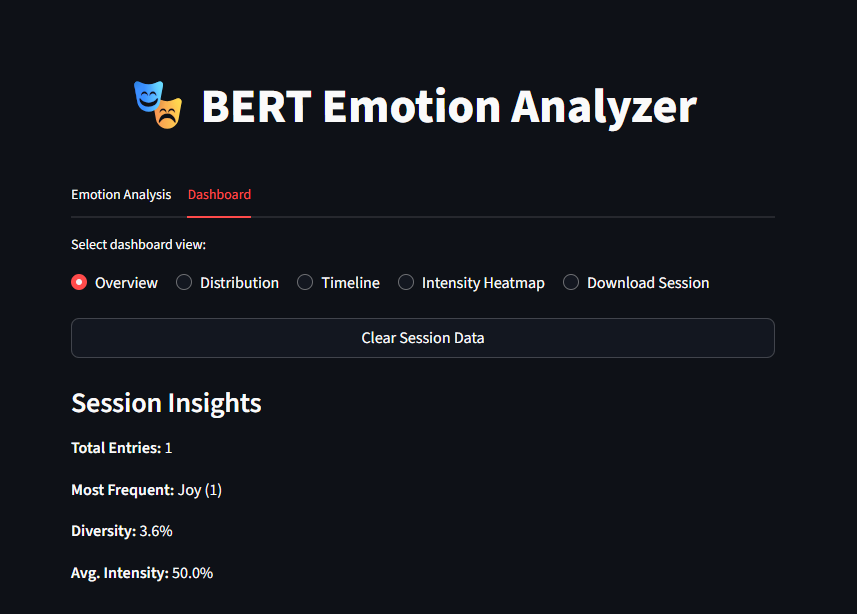 BERT Emotion Analyzer
Emotion Analysis Dashboard
Select dashboard view:
Overview Distribution Timeline Intensity Heatmap Download Session
Clear Session Data
Session Insights
Total Entries: 1
Most Frequent: Joy (1)
Diversity: 3.6%
Avg. Intensity: 50.0%